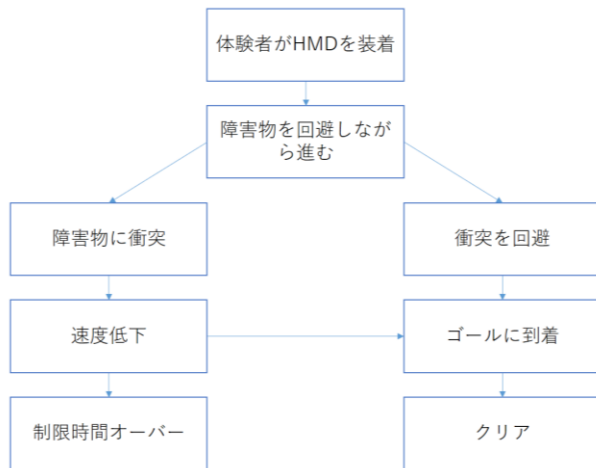 体験者がHMDを装着
障害物を回避しなが
ら進む
障害物に衝突
衝突を回避
速度低下
ゴールに到着
制限時間オーバー
クリア